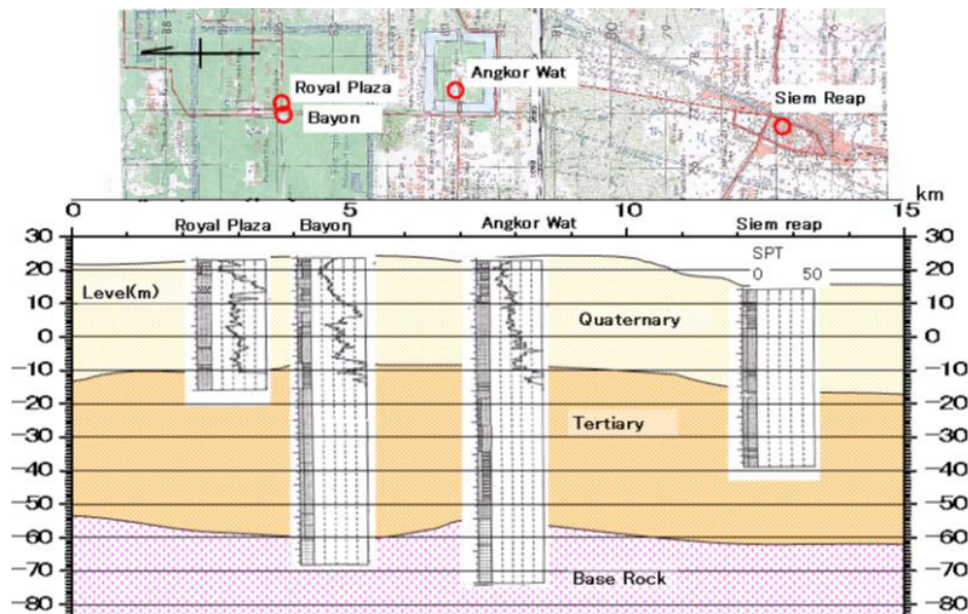 Royal Plaza
Bayon
Angkor Wat
Siem Reap
km
0
5
10
15
Royal Plaza
Bayon
Angkor Wat
Siem reap
30
20
10
0
-10
-20
-30
-40
-50
-60
-70
-80
Level(m)
SPT
0
50
Quaternary
Tertiary
Base Rock
30
20
10
0
-10
-20
-30
-40
-50
-60
-70
-80